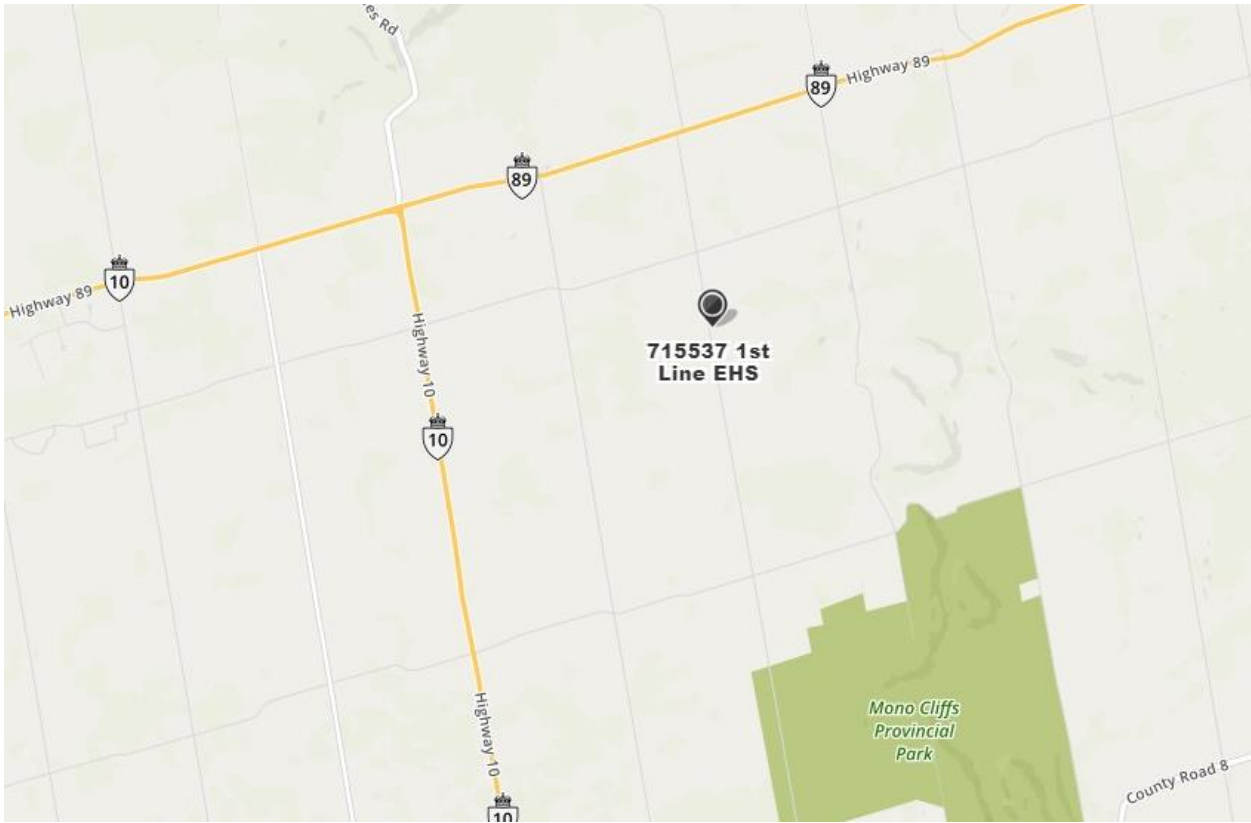 es Rd
89
Highway 89
89
10
Highway 89
Highway 10
715537 1st
Line EHS
10
Highway 10
Mono Cliffs
Provincial
Park
County Road 8
10